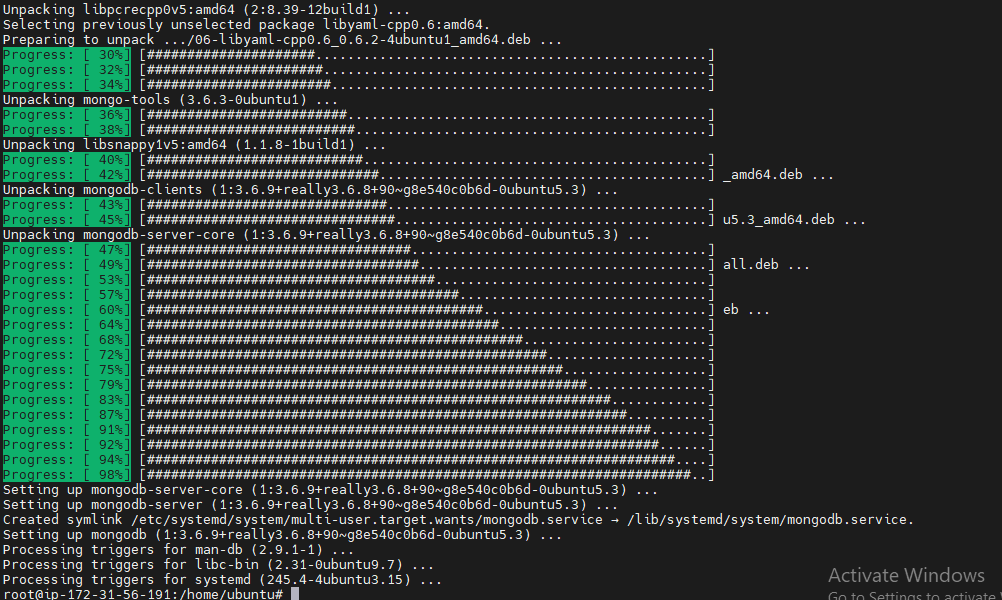 Unpacking libpcrecpp0v5:amd64 (2:8.39-12build1) ...
Selecting previously unselected package libyaml-cpp0.6:amd64.
Preparing to unpack .../06-libyaml-cpp0.6_0.6.2-4ubuntu1_amd64.deb ...
Progress: [ 30%] [#####################.................................................]
Progress: [ 32%] [######################................................................]
Progress: [ 34%] [#######################...............................................]
Unpacking mongo-tools (3.6.3-0ubuntu1) ...
Progress: [ 36%] [#########################.............................................]
Progress: [ 38%] [##########################............................................]
Unpacking libsnappy1v5:amd64 (1.1.8-1build1) ...
Progress: [ 40%] [###########################...........................................]
Progress: [ 42%] [#############################.........................................] _amd64.deb ...
Unpacking mongodb-clients (1:3.6.9+really3.6.8+90~g8e540c0b6d-0ubuntu5.3) ...
Progress: [ 43%] [##############################........................................]
Progress: [ 45%] [###############################.......................................] u5.3_amd64.deb ...
Unpacking mongodb-server-core (1:3.6.9+really3.6.8+90~g8e540c0b6d-0ubuntu5.3) ...
Progress: [ 47%] [#################################.....................................]
Progress: [ 49%] [##################################....................................] all.deb ...
Progress: [ 53%] [####################################..................................]
Progress: [ 57%] [#######################################...............................]
Progress: [ 60%] [##########################################............................] eb ...
Progress: [ 64%] [############################################..........................]
Progress: [ 68%] [###############################################.......................]
Progress: [ 72%] [##################################################....................]
Progress: [ 75%] [####################################################..................]
Progress: [ 79%] [#######################################################...............]
Progress: [ 83%] [##########################################################............]
Progress: [ 87%] [############################################################..........]
Progress: [ 91%] [###############################################################.......]
Progress: [ 92%] [################################################################......]
Progress: [ 94%] [##################################################################....]
Progress: [ 98%] [####################################################################..]
Setting up mongodb-server-core (1:3.6.9+really3.6.8+90~g8e540c0b6d-0ubuntu5.3) ...
Setting up mongodb-server (1:3.6.9+really3.6.8+90~g8e540c0b6d-0ubuntu5.3) ...
Created symlink /etc/systemd/system/multi-user.target.wants/mongodb.service → /lib/systemd/system/mongodb.service.
Setting up mongodb (1:3.6.9+really3.6.8+90~g8e540c0b6d-0ubuntu5.3) ...
Processing triggers for man-db (2.9.1-1) ...
Processing triggers for libc-bin (2.31-0ubuntu9.7) ...
Processing triggers for systemd (245.4-4ubuntu3.15) ...
root@ip-172-31-56-191:/home/ubuntu#
Activate Windows
Go to Settings to activate